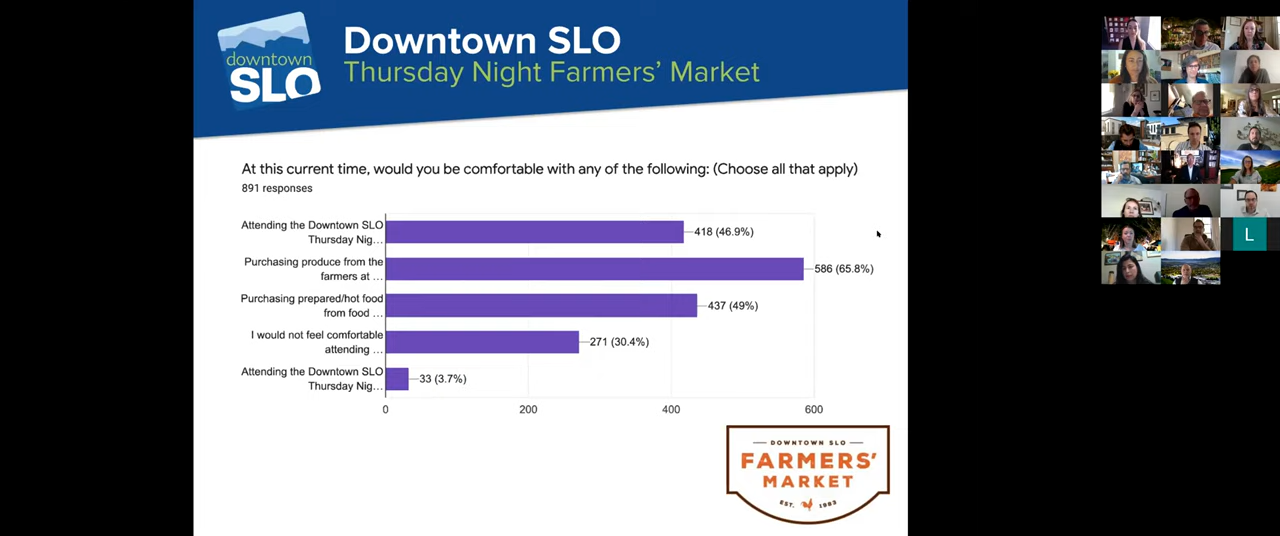 downtown
SLO
Downtown SLO
Thursday Night Farmers' Market
At this current time, would you be comfortable with any of the following: (Choose all that apply)
891 responses
Attending the Downtown SLO
Thursday Nig...
418 (46.9%)
Purchasing produce from the
farmers at ...
586 (65.8%)
Purchasing prepared/hot food
from food ...
437 (49%)
I would not feel comfortable
attending ...
271 (30.4%)
Attending the Downtown SLO
Thursday Nig...
33 (3.7%)
0 200 400 600
DOWNTOWN SLO
FARMERS'
MARKET
EST. 1983
L